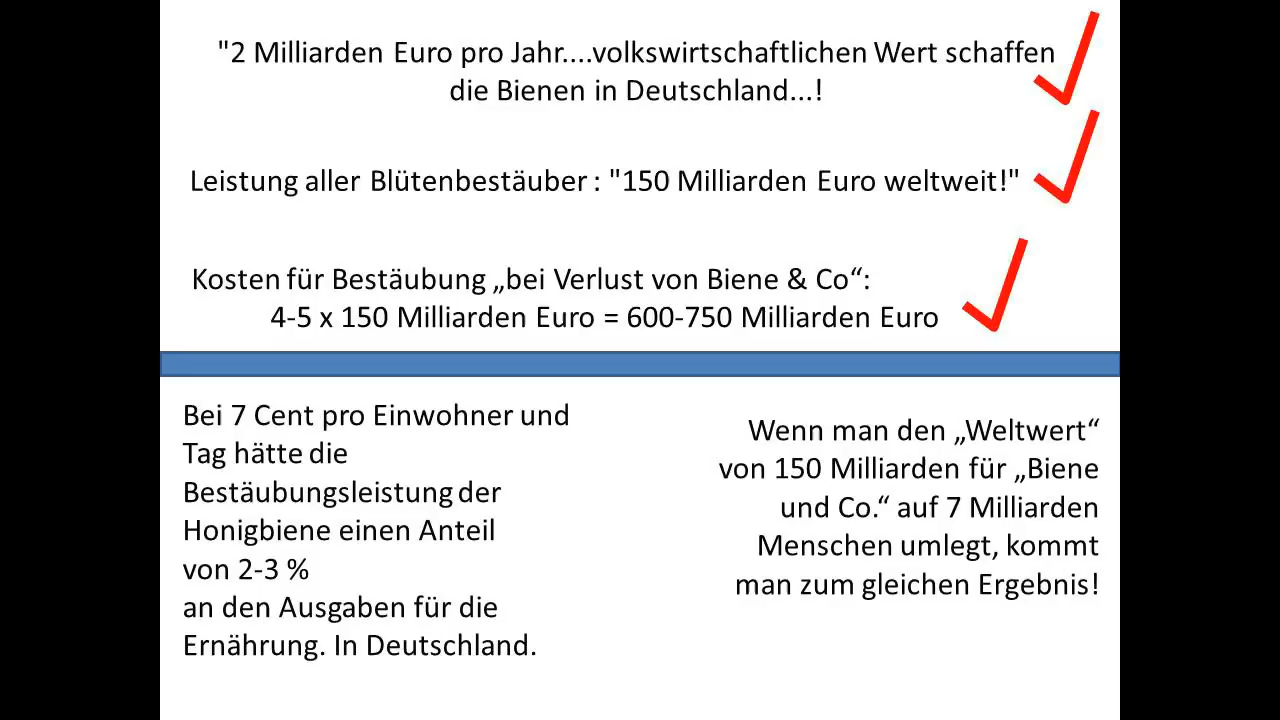 "2 Milliarden Euro pro Jahr....volkswirtschaftlichen Wert schaffen
die Bienen in Deutschland...!
Leistung aller Blütenbestäuber : "150 Milliarden Euro weltweit!"
Kosten für Bestäubung „bei Verlust von Biene & Co“:
4-5 x 150 Milliarden Euro = 600-750 Milliarden Euro
Bei 7 Cent pro Einwohner und
Tag hätte die
Bestäubungsleistung der
Honigbiene einen Anteil
von 2-3 %
an den Ausgaben für die
Ernährung. In Deutschland.
Wenn man den „Weltwert“
von 150 Milliarden für „Biene
und Co.“ auf 7 Milliarden
Menschen umlegt, kommt
man zum gleichen Ergebnis!